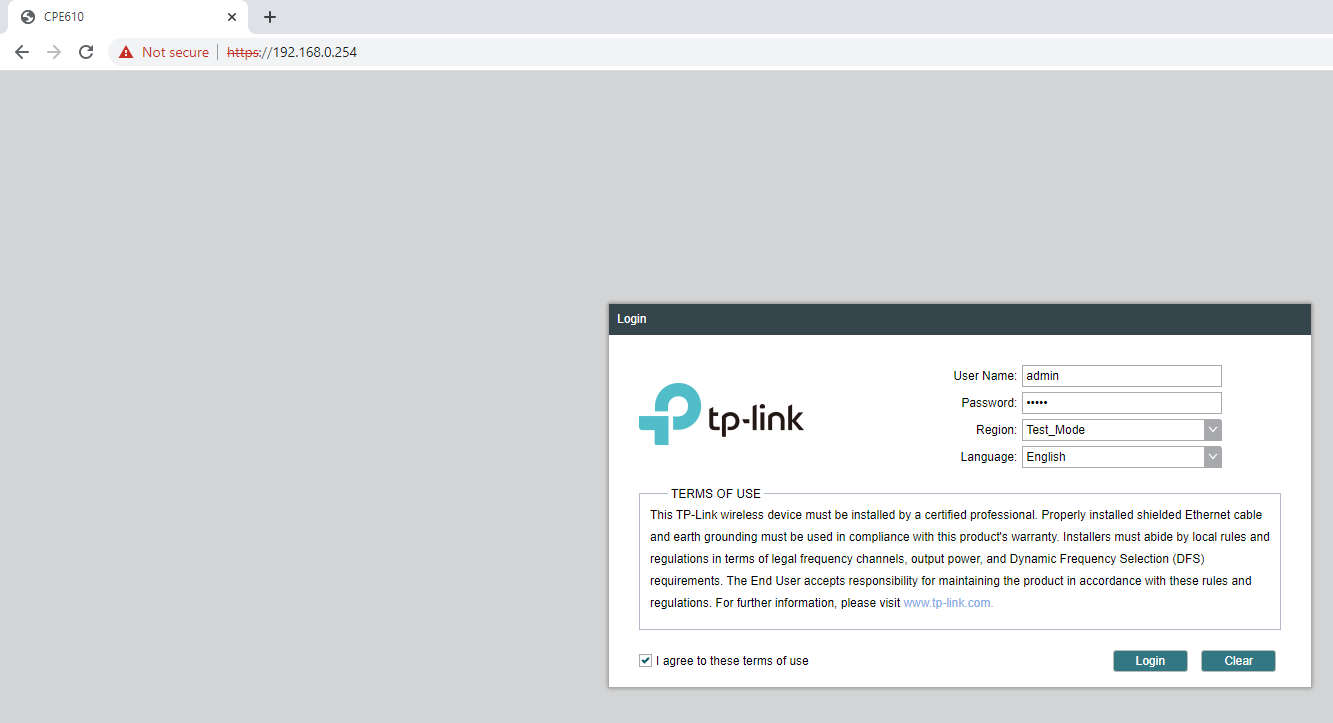 CPE610
Not secure
https://192.168.0.254
Login
tp-link
User Name: admin
Password: •••••
Region: Test_Mode
Language: English
TERMS OF USE
This TP-Link wireless device must be installed by a certified professional. Properly installed shielded Ethernet cable
and earth grounding must be used in compliance with this product's warranty. Installers must abide by local rules and
regulations in terms of legal frequency channels, output power, and Dynamic Frequency Selection (DFS)
requirements. The End User accepts responsibility for maintaining the product in accordance with these rules and
regulations. For further information, please visit www.tp-link.com.
I agree to these terms of use
Login
Clear